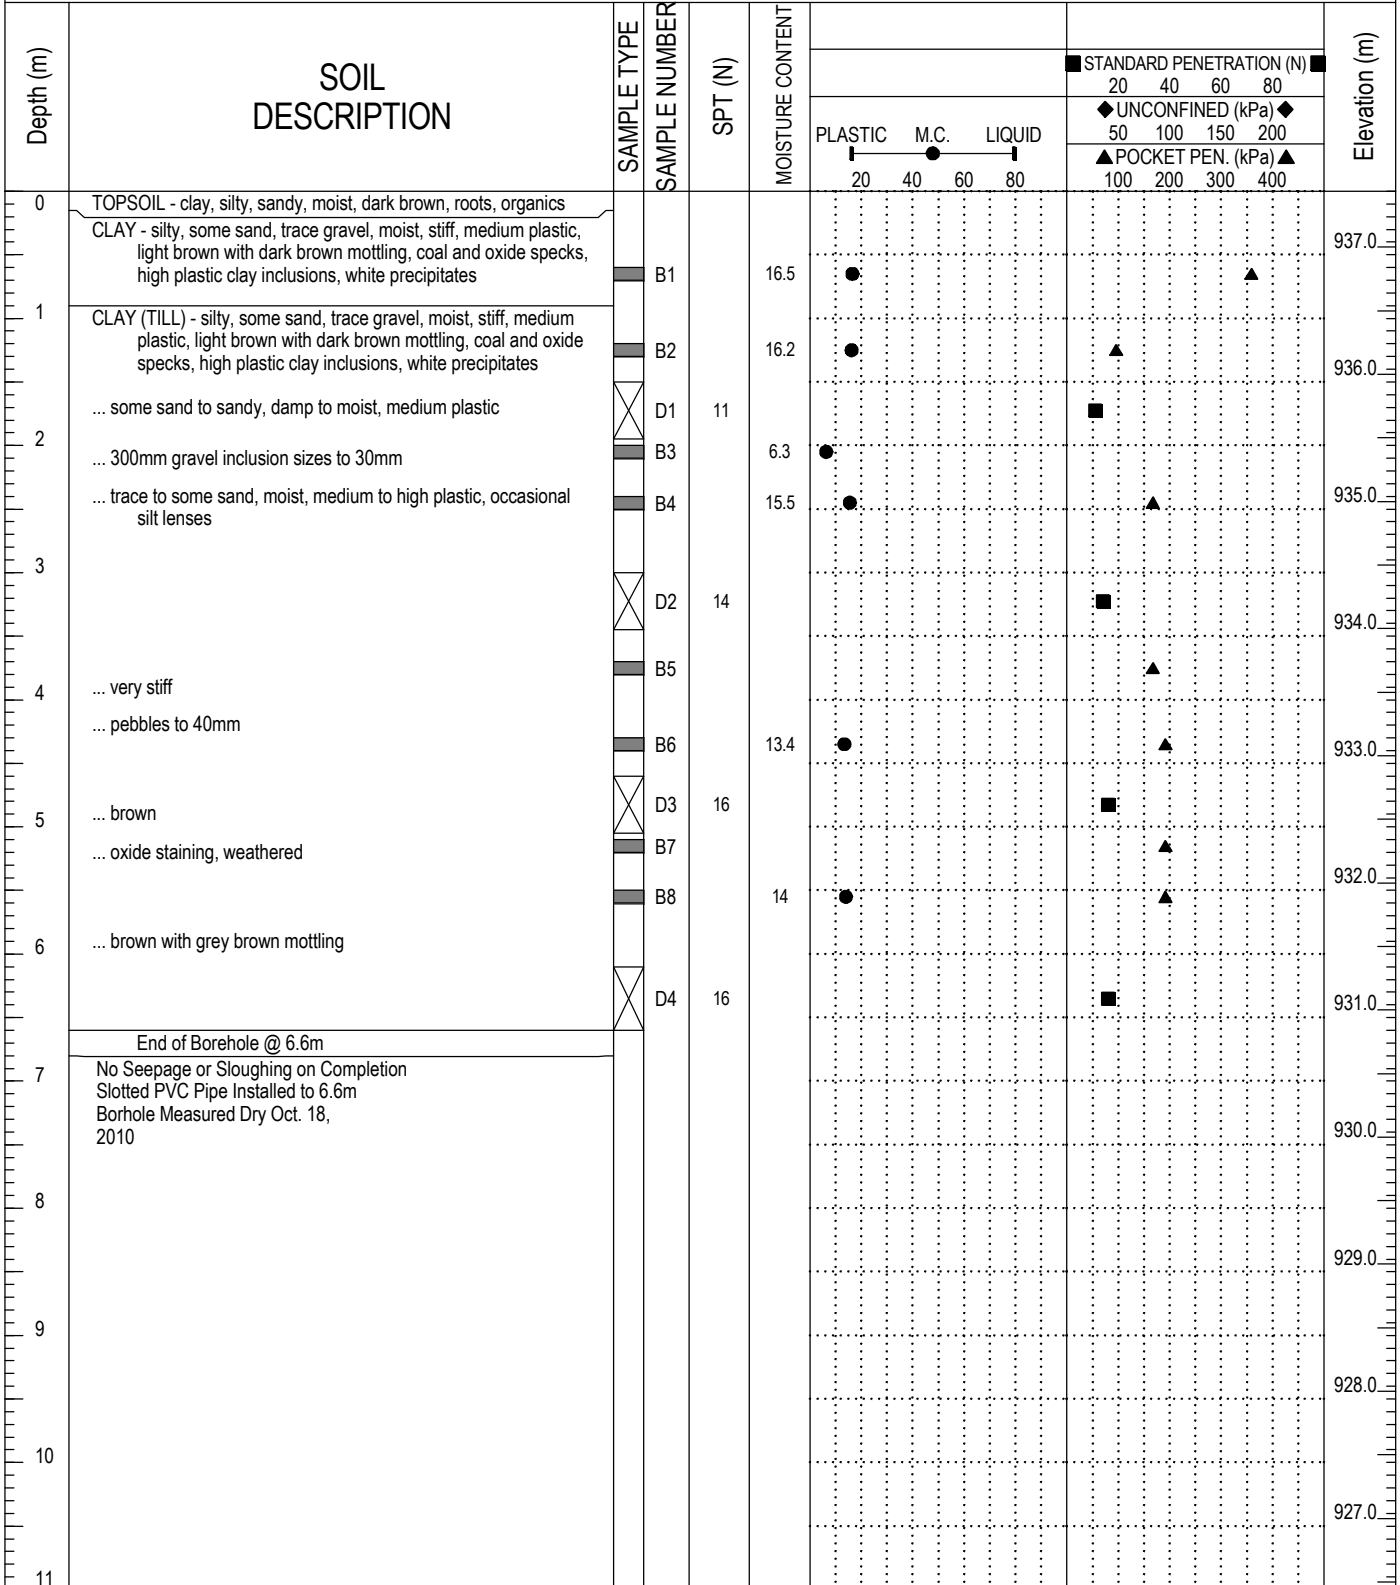 Depth (m)
SOIL
DESCRIPTION
SAMPLE TYPE
SAMPLE NUMBER
SPT (N)
MOISTURE CONTENT
PLASTIC M.C. LIQUID
20 40 60 80
STANDARD PENETRATION (N)
20 40 60 80
UNCONFINED (kPa)
50 100 150 200
POCKET PEN. (kPa)
100 200 300 400
Elevation (m)
0
TOPSOIL - clay, silty, sandy, moist, dark brown, roots, organics
CLAY - silty, some sand, trace gravel, moist, stiff, medium plastic,
light brown with dark brown mottling, coal and oxide specks,
937.0
high plastic clay inclusions, white precipitates
B1 16.5
1
CLAY (TILL) - silty, some sand, trace gravel, moist, stiff, medium
plastic, light brown with dark brown mottling, coal and oxide
B2 16.2
specks, high plastic clay inclusions, white precipitates
936.0
... some sand to sandy, damp to moist, medium plastic
D1 11
2
B3 6.3
... 300mm gravel inclusion sizes to 30mm
... trace to some sand, moist, medium to high plastic, occasional
935.0
B4 15.5
silt lenses
3
D2 14
934.0
B5
... very stiff
4
... pebbles to 40mm
B6 13.4
933.0
D3 16
... brown
5
B7
... oxide staining, weathered
932.0
B8 14
... brown with grey brown mottling
6
D4 16
931.0
End of Borehole @ 6.6m
No Seepage or Sloughing on Completion
7
Slotted PVC Pipe Installed to 6.6m
Borhole Measured Dry Oct. 18,
930.0
2010
8
929.0
9
928.0
10
927.0
11